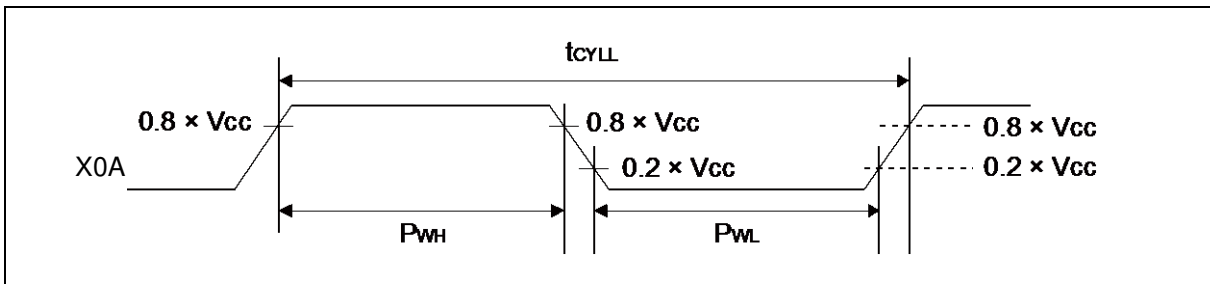 tCYLL
0.8 × VCC
0.8 × VCC
0.8 × VCC
X0A
0.2 × VCC
0.2 × VCC
PWH
PWL